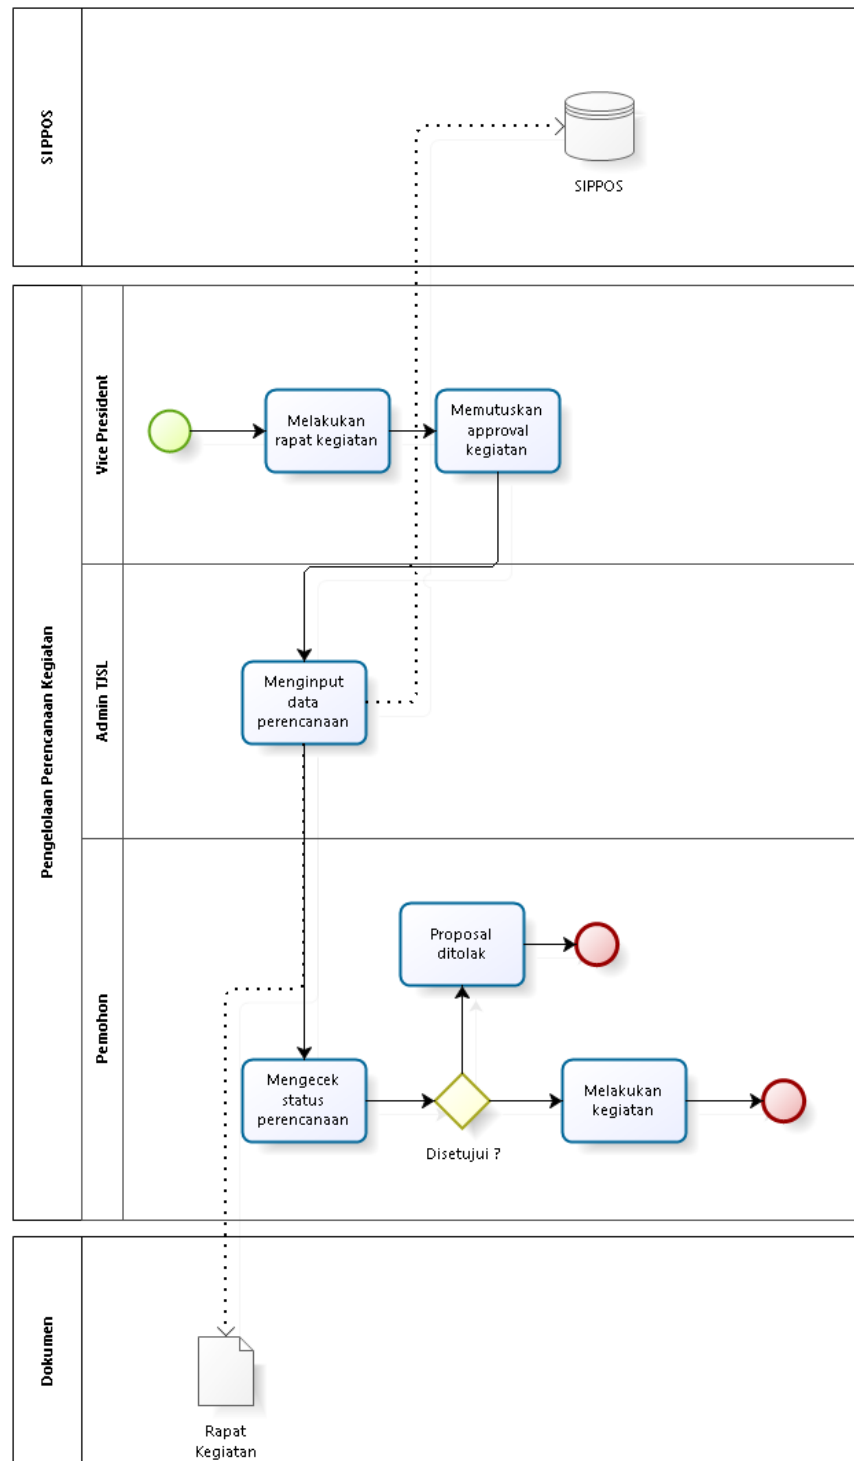 SIPPOS
SIPPOS
Pengelolaan Perencanaan Kegiatan
Vice President
Melakukan
rapat kegiatan
Memutuskan
approval
kegiatan
Admin TJSL
Menginput
data
perencanaan
Pemohon
Proposal
ditolak
Mengecek
status
perencanaan
Disetujui ?
Melakukan
kegiatan
Dokumen
Rapat
Kegiatan